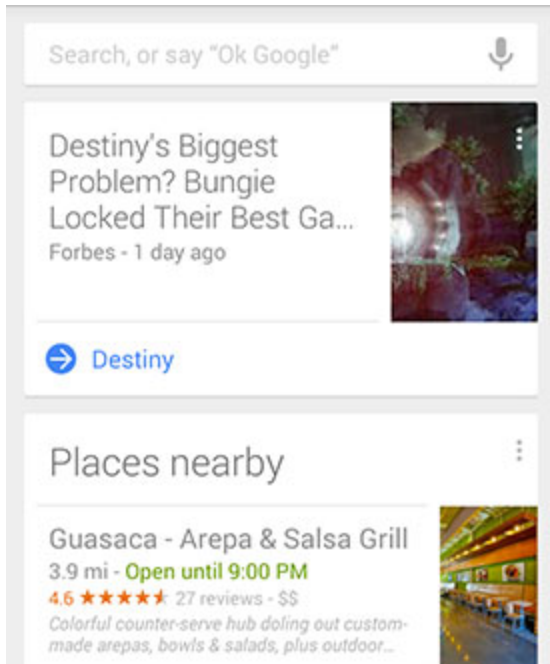 Search, or say “Ok Google”
Destiny's Biggest
Problem? Bungie
Locked Their Best Ga...
Forbes - 1 day ago
Destiny
Places nearby
Guasaca - Arepa & Salsa Grill
3.9 mi - Open until 9:00 PM
4.6 ★★★★★ 27 reviews - $$
Colorful counter-serve hub doling out custom-
made arepas, bowls & salads, plus outdoor...